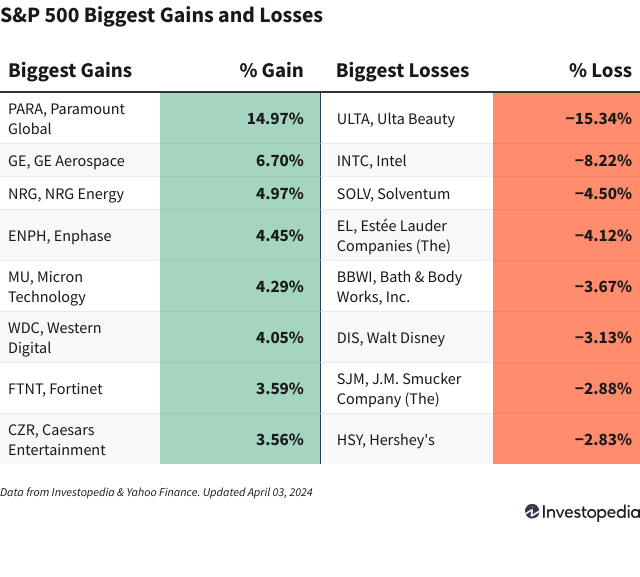 S&P 500 Biggest Gains and Losses
Biggest Gains % Gain Biggest Losses % Loss
PARA, Paramount
Global
14.97%
ULTA, Ulta Beauty −15.34%
GE, GE Aerospace 6.70% INTC, Intel −8.22%
NRG, NRG Energy 4.97% SOLV, Solventum −4.50%
ENPH, Enphase 4.45%
EL, Estée Lauder
Companies (The)
−4.12%
MU, Micron
Technology
4.29%
BBWI, Bath & Body
Works, Inc.
−3.67%
WDC, Western
Digital
4.05%
DIS, Walt Disney −3.13%
FTNT, Fortinet 3.59%
SJM, J.M. Smucker
Company (The)
−2.88%
CZR, Caesars
Entertainment
3.56%
HSY, Hershey's −2.83%
Data from Investopedia & Yahoo Finance. Updated April 03, 2024
Investopedia